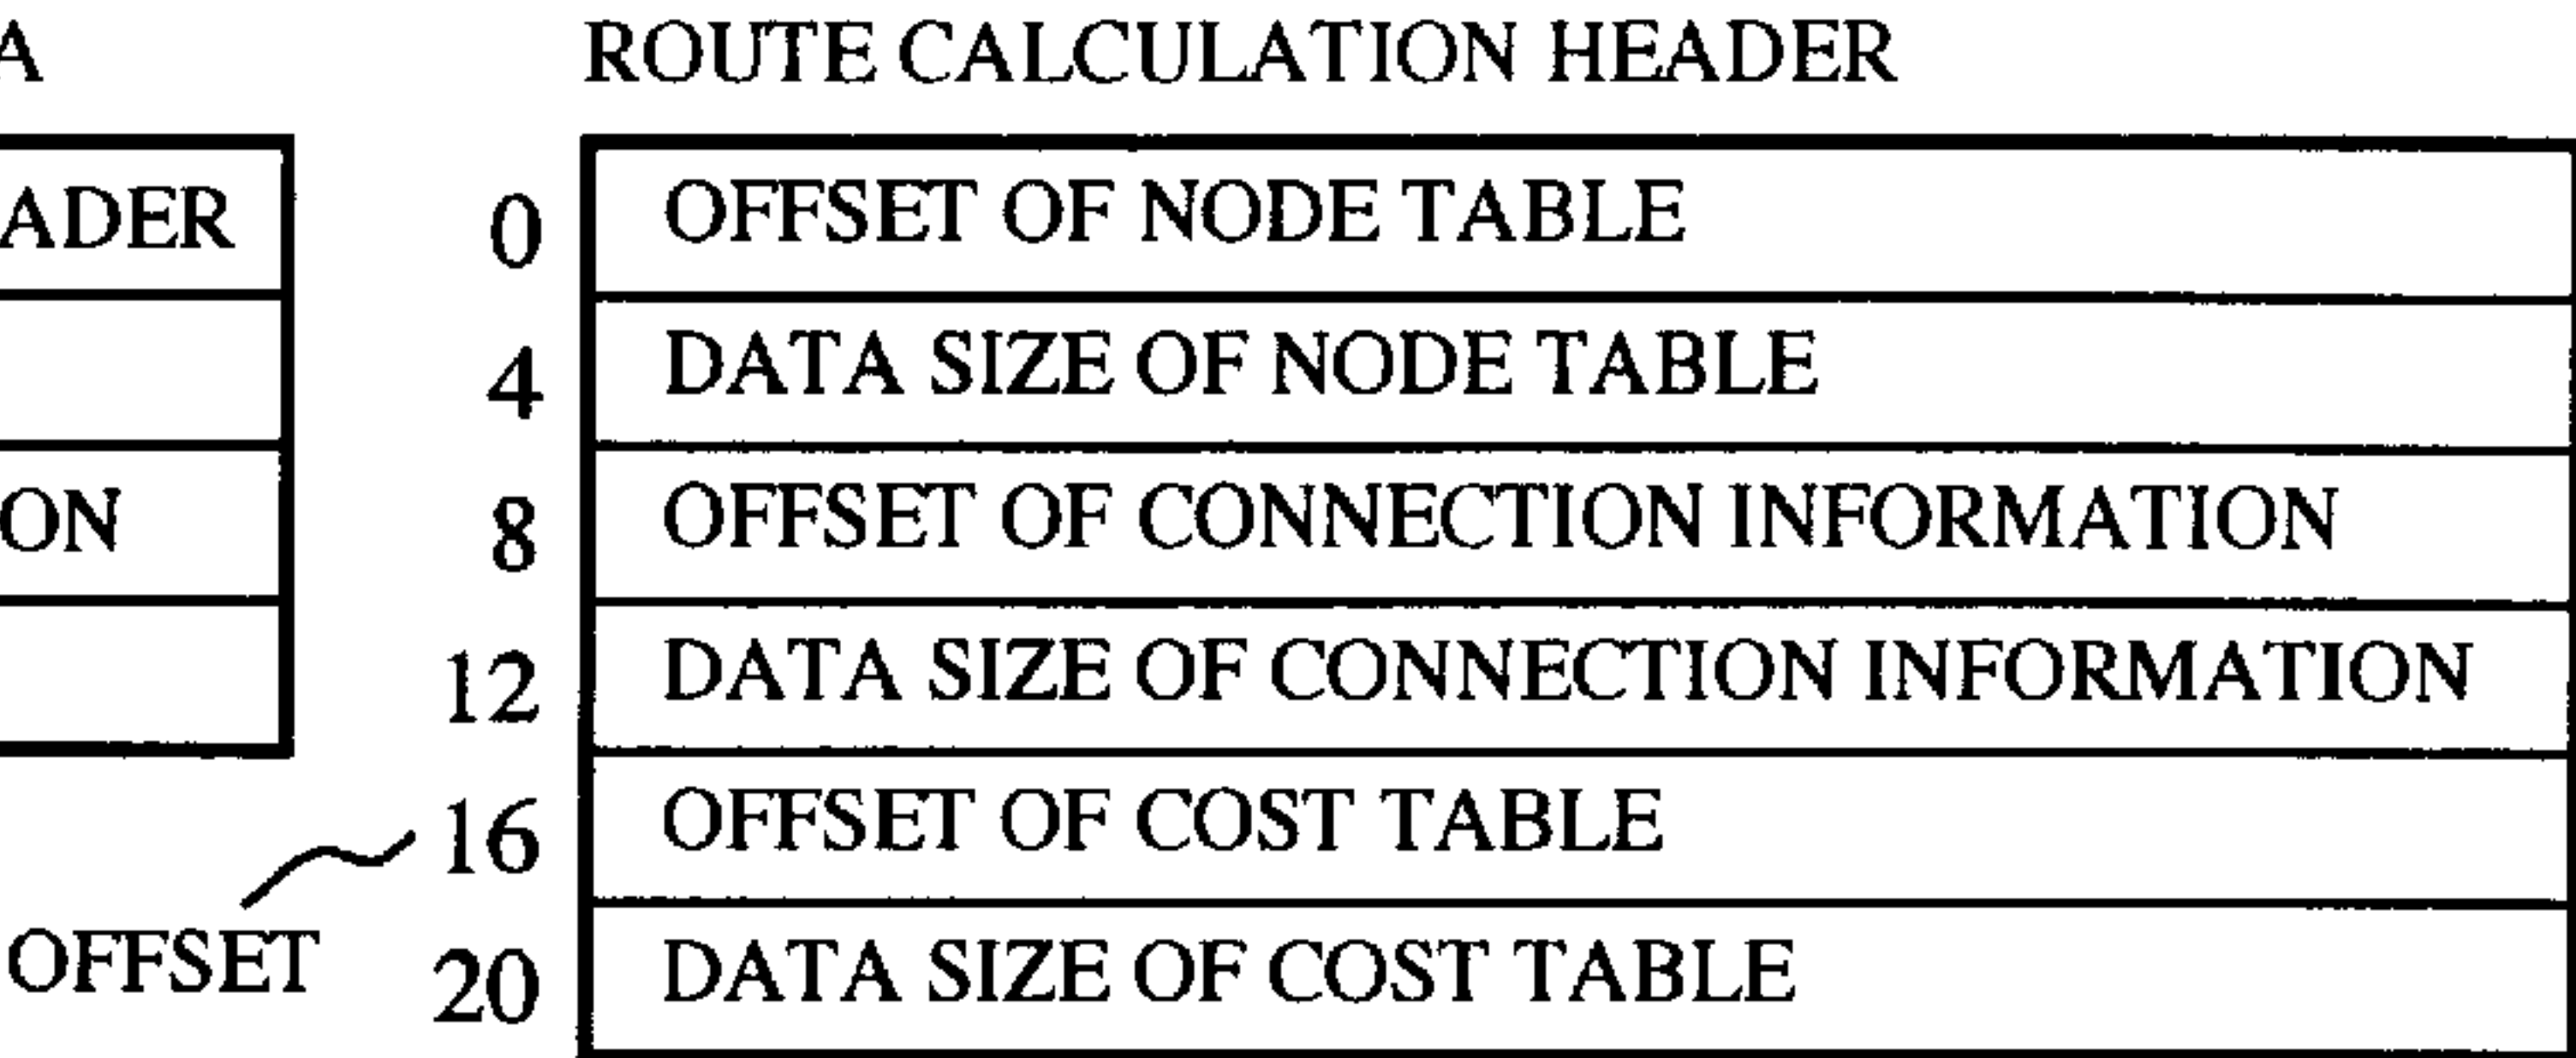 A
ROUTE CALCULATION HEADER
ADER
0 OFFSET OF NODE TABLE
4 DATA SIZE OF NODE TABLE
ON
8 OFFSET OF CONNECTION INFORMATION
12 DATA SIZE OF CONNECTION INFORMATION
16 OFFSET OF COST TABLE
OFFSET
20 DATA SIZE OF COST TABLE